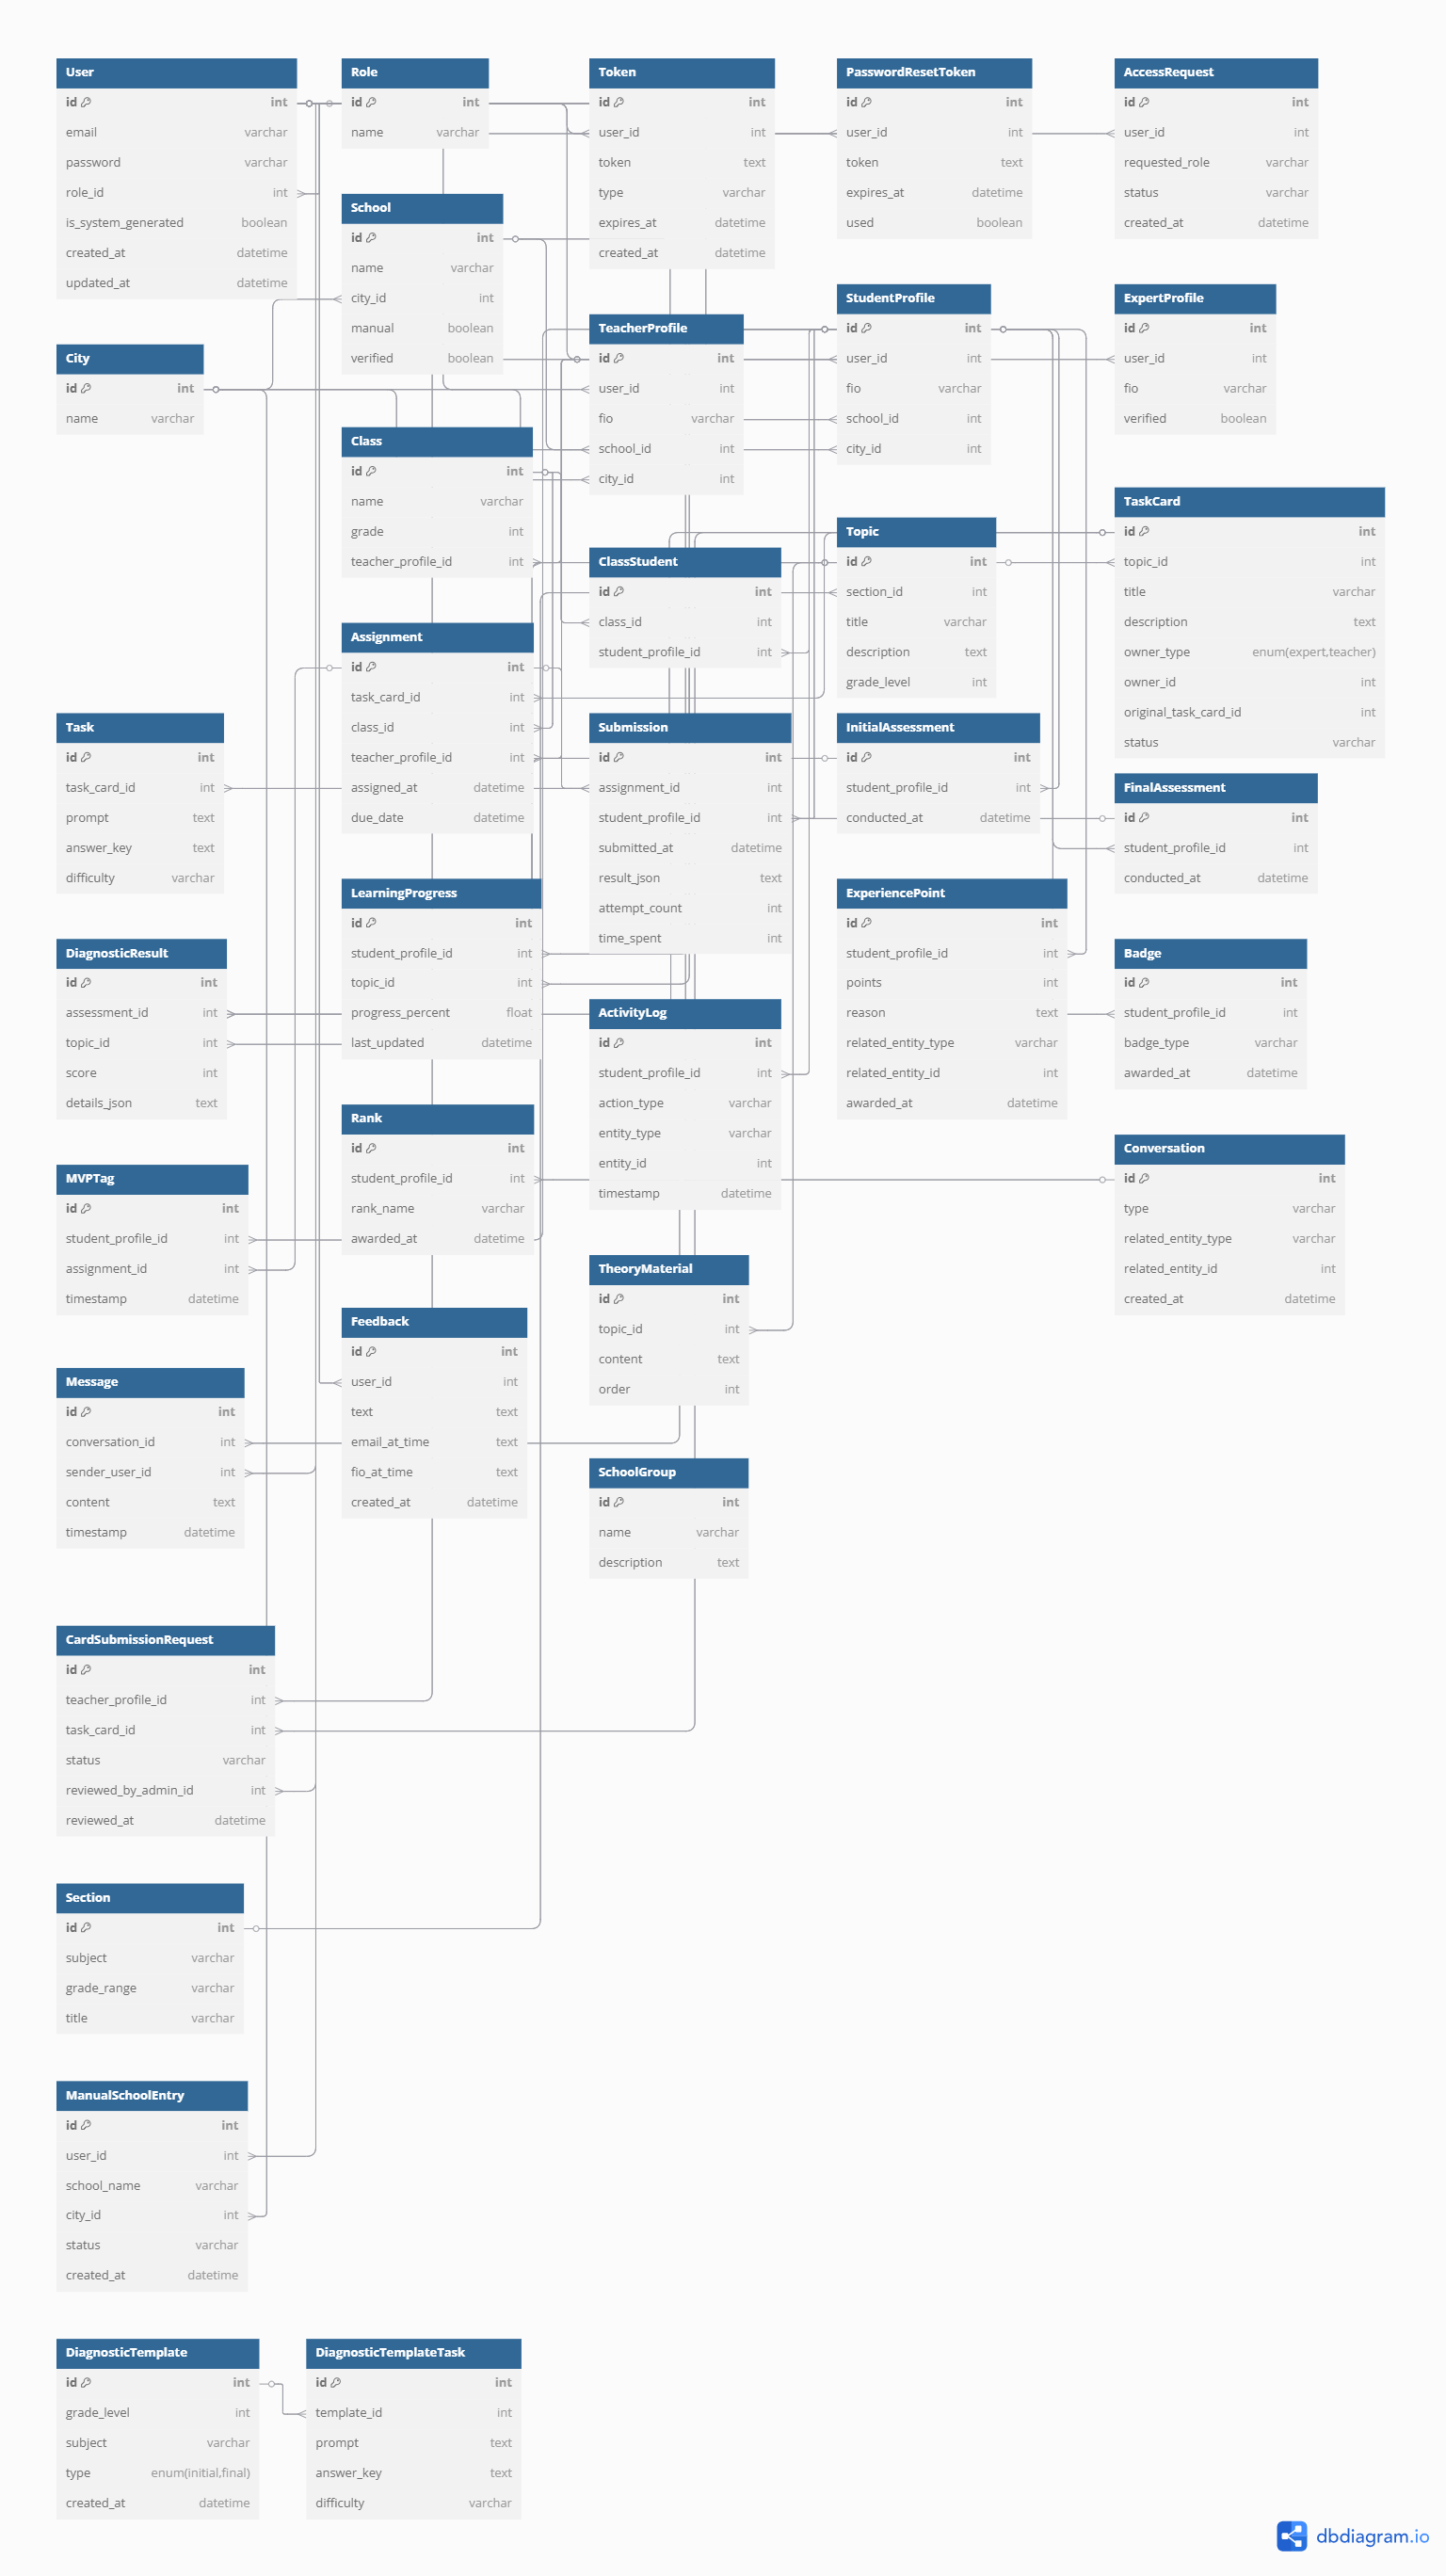 User
id int
email varchar
password varchar
role_id int
is_system_generated boolean
created_at datetime
updated_at datetime
Role
id int
name varchar
Token
id int
user_id int
token text
type varchar
expires_at datetime
created_at datetime
PasswordResetToken
id int
user_id int
token text
expires_at datetime
used boolean
AccessRequest
id int
user_id int
requested_role varchar
status varchar
created_at datetime
School
id int
name varchar
city_id int
manual boolean
verified boolean
City
id int
name varchar
TeacherProfile
id int
user_id int
fio varchar
school_id int
city_id int
StudentProfile
id int
user_id int
fio varchar
school_id int
city_id int
ExpertProfile
id int
user_id int
fio varchar
verified boolean
Class
id int
name varchar
grade int
teacher_profile_id int
ClassStudent
id int
class_id int
student_profile_id int
Topic
id int
section_id int
title varchar
description text
grade_level int
TaskCard
id int
topic_id int
title varchar
description text
owner_type enum(expert,teacher)
owner_id int
original_task_card_id int
status varchar
Task
id int
task_card_id int
prompt text
answer_key text
difficulty varchar
Assignment
id int
task_card_id int
class_id int
teacher_profile_id int
assigned_at datetime
due_date datetime
Submission
id int
assignment_id int
student_profile_id int
submitted_at datetime
result_json text
attempt_count int
time_spent int
InitialAssessment
id int
student_profile_id int
conducted_at datetime
FinalAssessment
id int
student_profile_id int
conducted_at datetime
DiagnosticResult
id int
assessment_id int
topic_id int
score int
details_json text
LearningProgress
id int
student_profile_id int
topic_id int
progress_percent float
last_updated datetime
ActivityLog
id int
student_profile_id int
action_type varchar
entity_type varchar
entity_id int
timestamp datetime
ExperiencePoint
id int
student_profile_id int
points int
reason text
related_entity_type varchar
related_entity_id int
awarded_at datetime
Badge
id int
student_profile_id int
badge_type varchar
awarded_at datetime
MVPTag
id int
student_profile_id int
assignment_id int
timestamp datetime
Rank
id int
student_profile_id int
rank_name varchar
awarded_at datetime
TheoryMaterial
id int
topic_id int
content text
order int
Conversation
id int
type varchar
related_entity_type varchar
related_entity_id int
created_at datetime
Message
id int
conversation_id int
sender_user_id int
content text
timestamp datetime
Feedback
id int
user_id int
text text
email_at_time text
fio_at_time text
created_at datetime
SchoolGroup
id int
name varchar
description text
CardSubmissionRequest
id int
teacher_profile_id int
task_card_id int
status varchar
reviewed_by_admin_id int
reviewed_at datetime
Section
id int
subject varchar
grade_range varchar
title varchar
ManualSchoolEntry
id int
user_id int
school_name varchar
city_id int
status varchar
created_at datetime
DiagnosticTemplate
id int
grade_level int
subject varchar
type enum(initial,final)
created_at datetime
DiagnosticTemplateTask
id int
template_id int
prompt text
answer_key text
difficulty varchar
dbdiagram.io